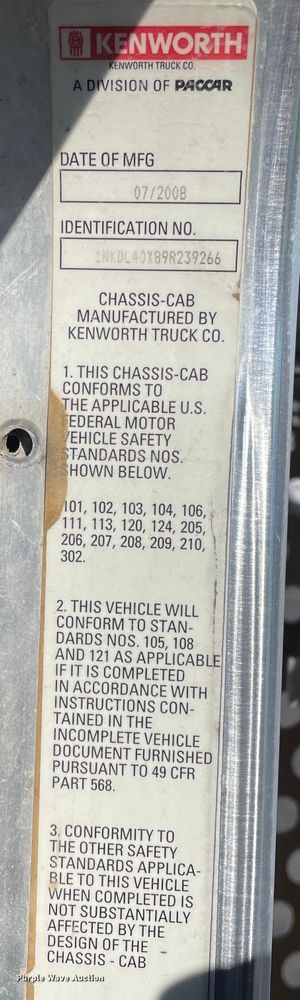 KENWORTH
KENWORTH TRUCK CO.
A DIVISION OF PACCAR
DATE OF MFG
07/2008
IDENTIFICATION NO.
1NKDL40X89R239266
CHASSIS-CAB
MANUFACTURED BY
KENWORTH TRUCK CO.
1. THIS CHASSIS-CAB
CONFORMS TO
THE APPLICABLE U.S.
FEDERAL MOTOR
VEHICLE SAFETY
STANDARDS NOS.
SHOWN BELOW.
101, 102, 103, 104, 106,
111, 113, 120, 124, 205,
206, 207, 208, 209, 210,
302.
2. THIS VEHICLE WILL
CONFORM TO STAN-
DARDS NOS. 105, 108
AND 121 AS APPLICABLE
IF IT IS COMPLETED
IN ACCORDANCE WITH
INSTRUCTIONS CON-
TAINED IN THE
INCOMPLETE VEHICLE
DOCUMENT FURNISHED
PURSUANT TO 49 CFR
PART 568.
3. CONFORMITY TO
THE OTHER SAFETY
STANDARDS APPLICA-
BLE TO THIS VEHICLE
WHEN COMPLETED IS
NOT SUBSTANTIALLY
AFFECTED BY THE
DESIGN OF THE
CHASSIS - CAB
Purple Wave Auction